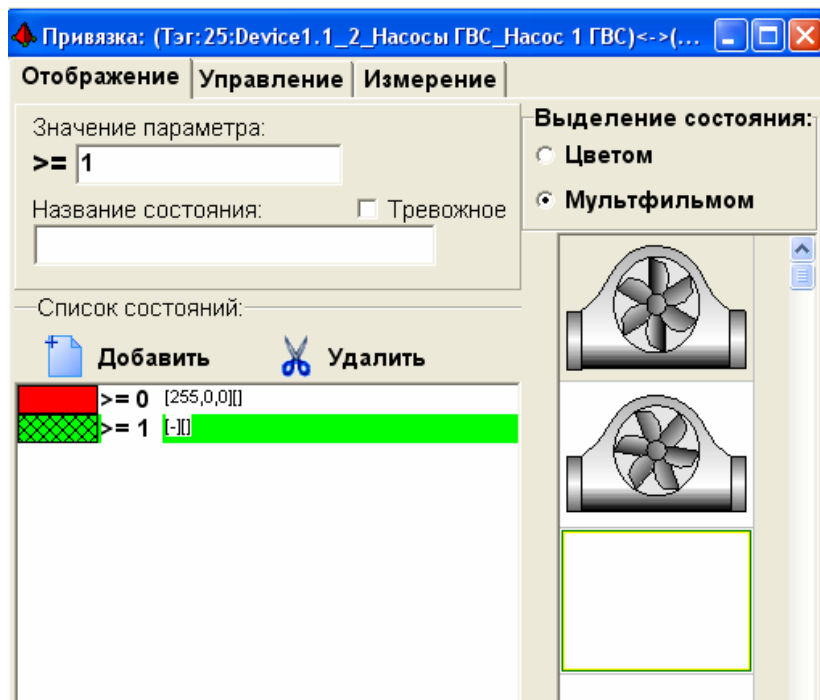 Привязка: (Тэг:25:Device1.1_2_Насосы ГВС_Насос 1 ГВС)<->(...
Отображение Управление Измерение
Значение параметра:
>= 1
Название состояния: Тревожное
Выделение состояния:
Цветом
Мультфильмом
Список состояний:
Добавить Удалить
>= 0 [255,0,0][]
>= 1 [-][]